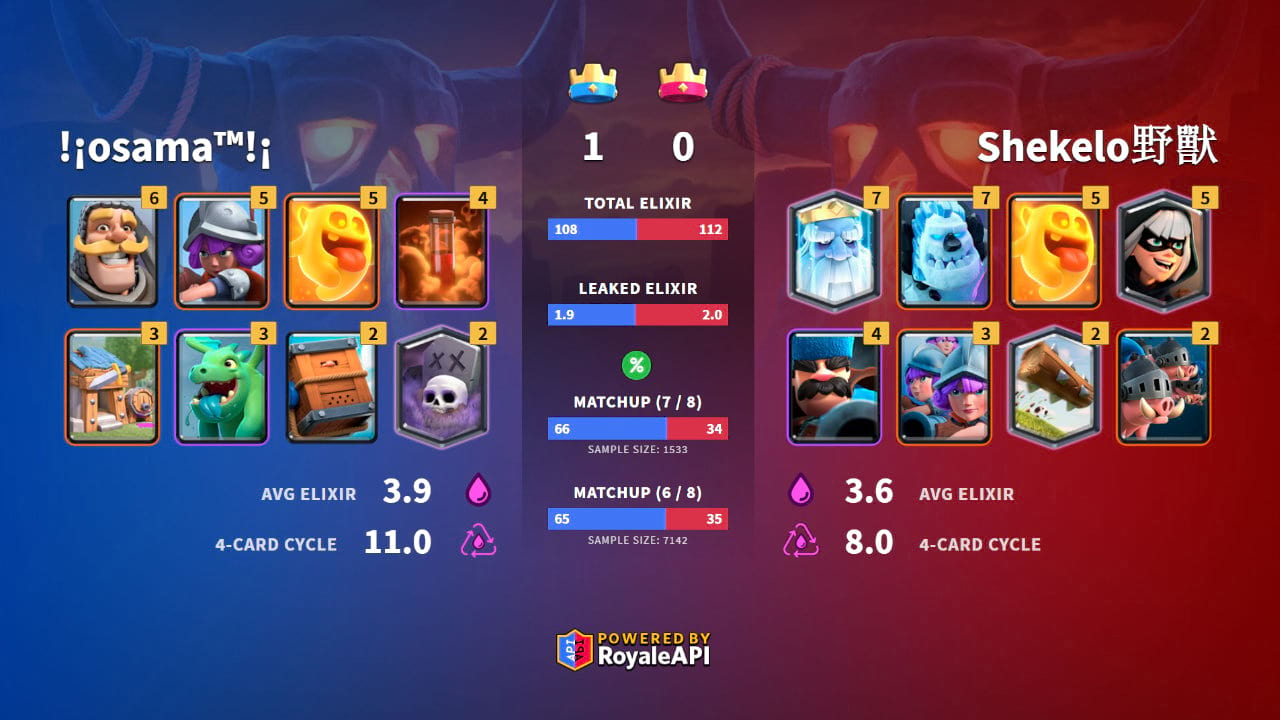 1 0
!¡osama™!¡
Shekelo野獸
6 5 5 4
3 3 2 2
AVG ELIXIR 3.9
4-CARD CYCLE 11.0
TOTAL ELIXIR
108 112
LEAKED ELIXIR
1.9 2.0
%
MATCHUP (7 / 8)
66 34
SAMPLE SIZE: 1533
MATCHUP (6 / 8)
65 35
SAMPLE SIZE: 7142
7 7 5 5
4 3 2 2
3.6 AVG ELIXIR
8.0 4-CARD CYCLE
API API
POWERED BY
RoyaleAPI